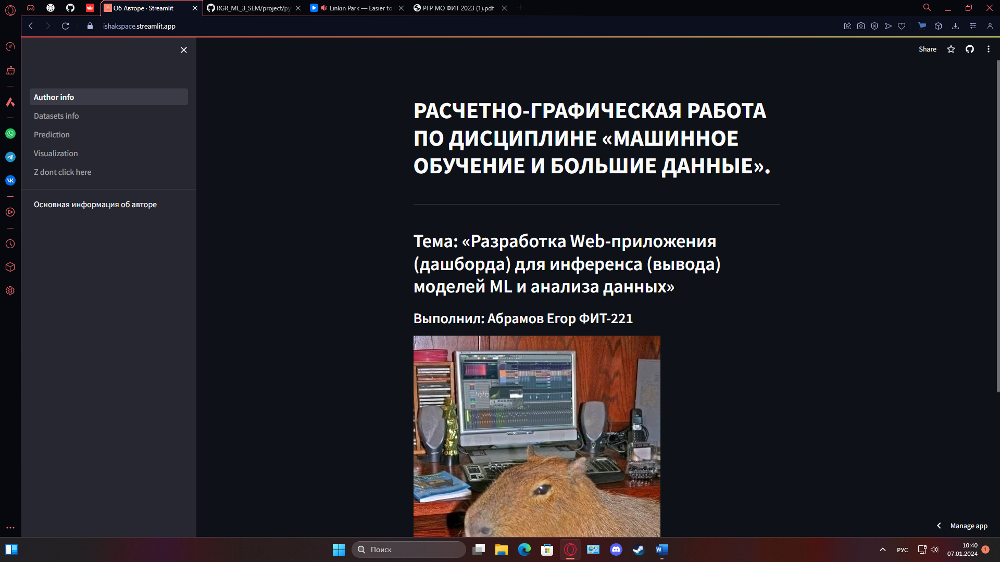 Об Авторе · Streamlit
RGR_ML_3_SEM/project/py
Linkin Park — Easier to
РГР МО ФИТ 2023 (1).pdf
ishakspace.streamlit.app
Share
Author info
Datasets info
Prediction
Visualization
Z dont click here
Основная информация об авторе
РАСЧЕТНО-ГРАФИЧЕСКАЯ РАБОТА
ПО ДИСЦИПЛИНЕ «МАШИННОЕ
ОБУЧЕНИЕ И БОЛЬШИЕ ДАННЫЕ».
Тема: «Разработка Web-приложения
(дашборда) для инференса (вывода)
моделей ML и анализа данных»
Выполнил: Абрамов Егор ФИТ-221
Manage app
Поиск
РУС
10:40
07.01.2024
1